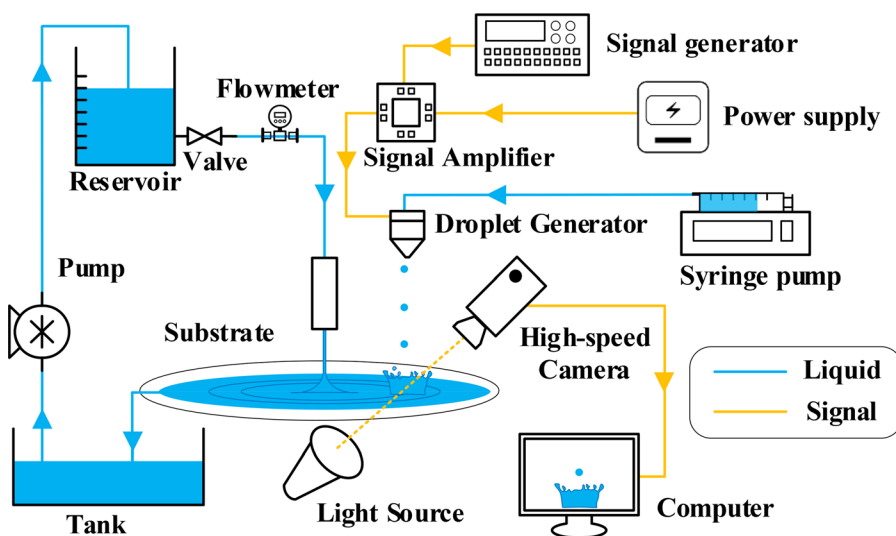 Signal generator
Flowmeter
Power supply
Valve
Signal Amplifier
Reservoir
Droplet Generator
Pump
Syringe pump
Substrate
High-speed
Camera
Liquid
Signal
Light Source
Computer
Tank